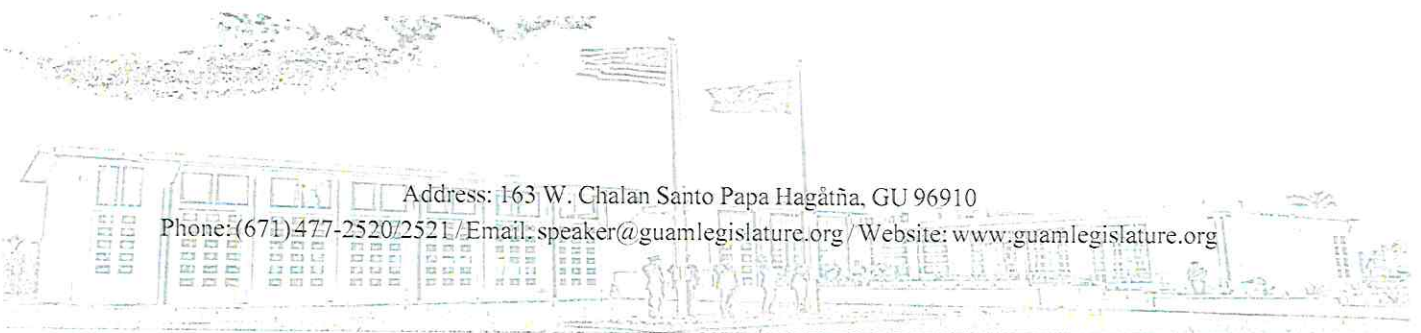 Address: 163 W. Chalan Santo Papa Hagåtña, GU 96910
Phone: (671)477-2520/2521 / Email: speaker@guamlegislature.org / Website: www.guamlegislature.org